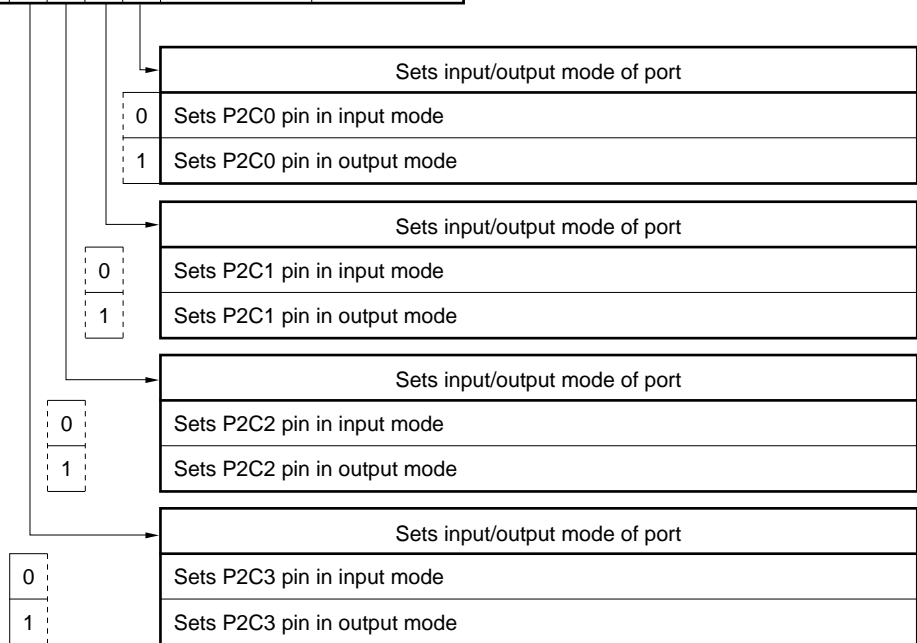 Sets input/output mode of port
0 Sets P2C0 pin in input mode
1 Sets P2C0 pin in output mode
Sets input/output mode of port
0 Sets P2C1 pin in input mode
1 Sets P2C1 pin in output mode
Sets input/output mode of port
0 Sets P2C2 pin in input mode
1 Sets P2C2 pin in output mode
Sets input/output mode of port
0 Sets P2C3 pin in input mode
1 Sets P2C3 pin in output mode